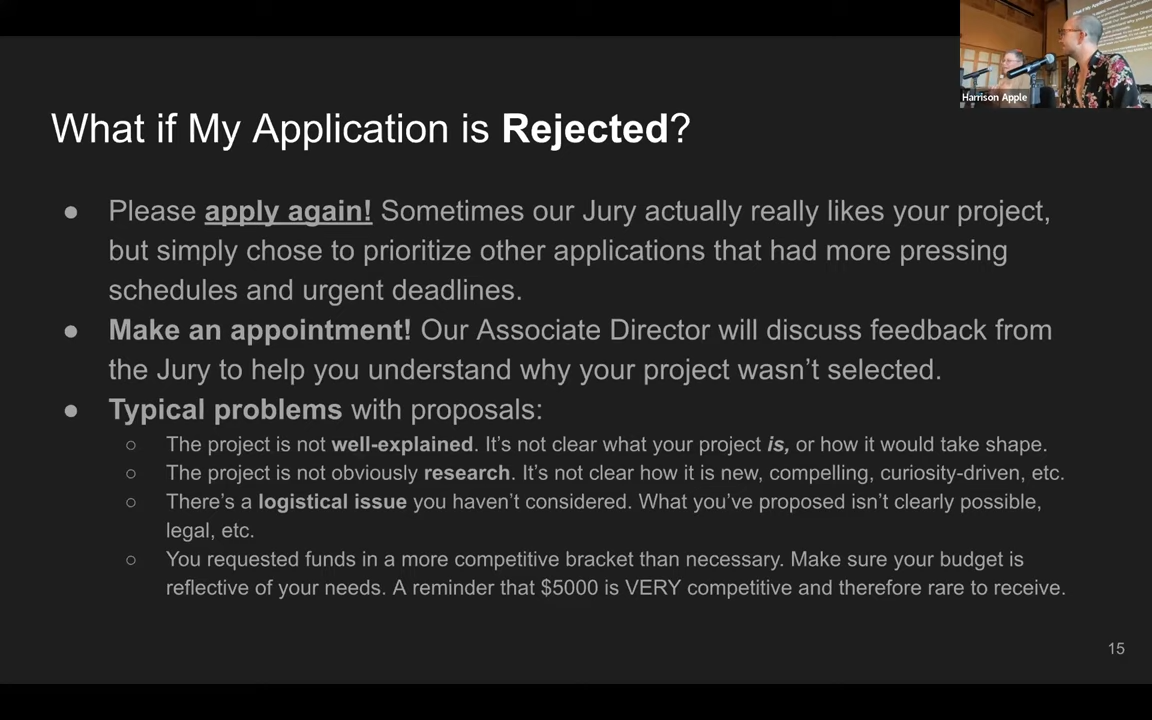 What if My Application is Rejected?
● Please apply again! Sometimes our Jury actually really likes your project,
but simply chose to prioritize other applications that had more pressing
schedules and urgent deadlines.
● Make an appointment! Our Associate Director will discuss feedback from
the Jury to help you understand why your project wasn’t selected.
● Typical problems with proposals:
○ The project is not well-explained. It’s not clear what your project is, or how it would take shape.
○ The project is not obviously research. It’s not clear how it is new, compelling, curiosity-driven, etc.
○ There’s a logistical issue you haven’t considered. What you’ve proposed isn’t clearly possible,
legal, etc.
○ You requested funds in a more competitive bracket than necessary. Make sure your budget is
reflective of your needs. A reminder that $5000 is VERY competitive and therefore rare to receive.
15
Harrison Apple